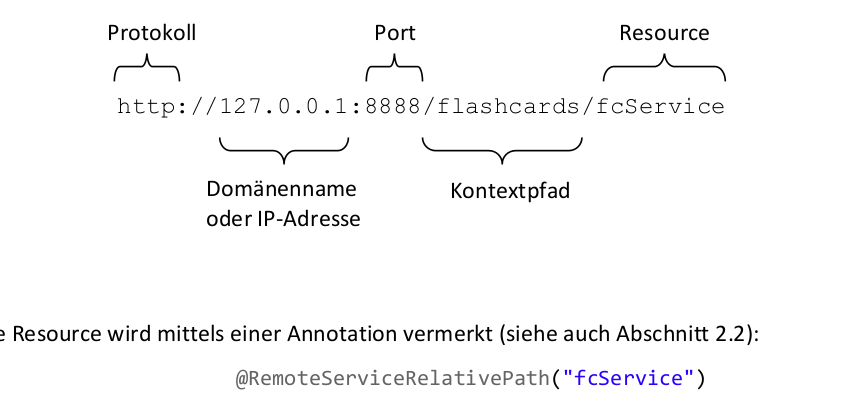 Protokoll Port Resource
http://127.0.0.1:8888/flashcards/fcService
Domänenname Kontextpfad
oder IP-Adresse
e Resource wird mittels einer Annotation vermerkt (siehe auch Abschnitt 2.2):
@RemoteServiceRelativePath("fcService")